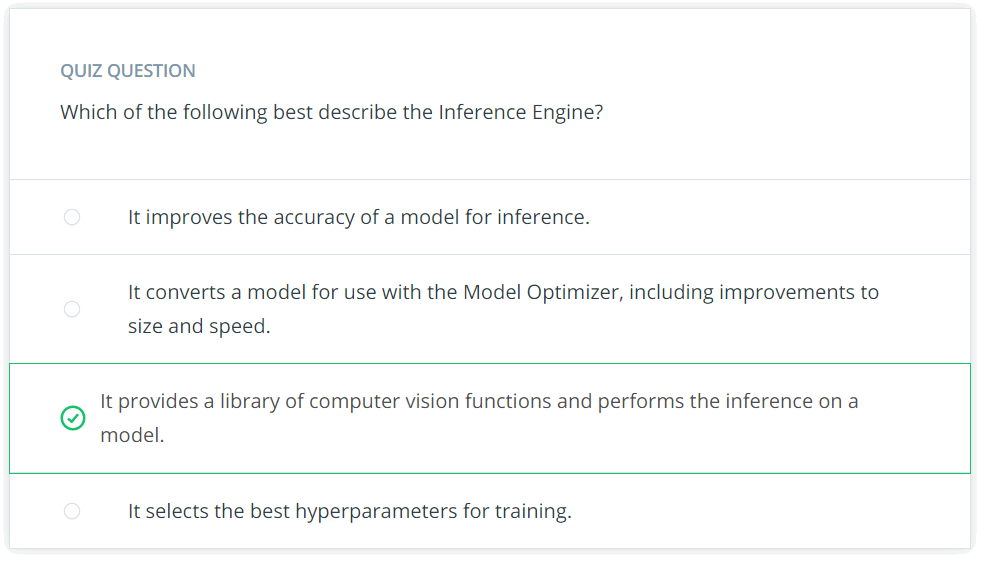 QUIZ QUESTION
Which of the following best describe the Inference Engine?
It improves the accuracy of a model for inference.
It converts a model for use with the Model Optimizer, including improvements to
size and speed.
It provides a library of computer vision functions and performs the inference on a
model.
It selects the best hyperparameters for training.